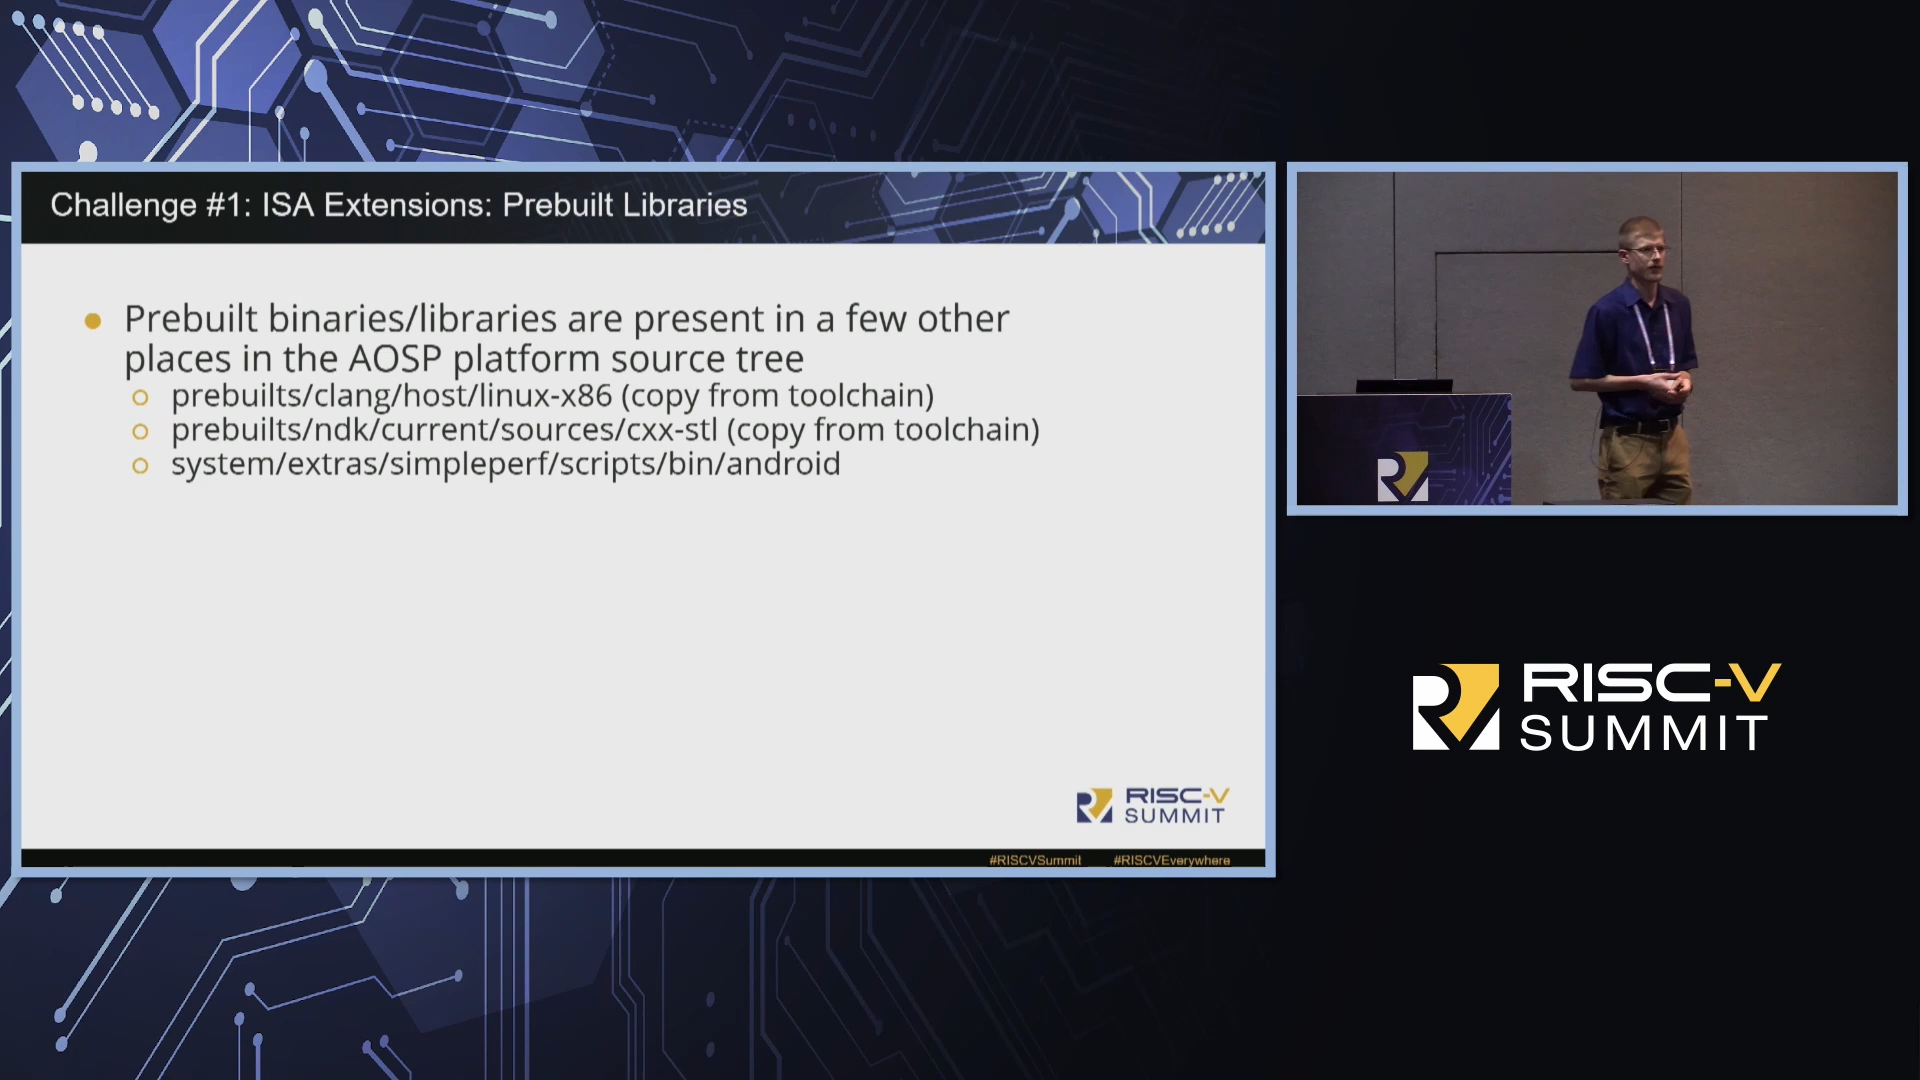 Challenge #1: ISA Extensions: Prebuilt Libraries
Prebuilt binaries/libraries are present in a few other
places in the AOSP platform source tree
prebuilts/clang/host/linux-x86 (copy from toolchain)
prebuilts/ndk/current/sources/cxx-stl (copy from toolchain)
system/extras/simpleperf/scripts/bin/android
RISC-V
SUMMIT
#RISCVSummit #RISCVEverywhere
RISC-V
SUMMIT